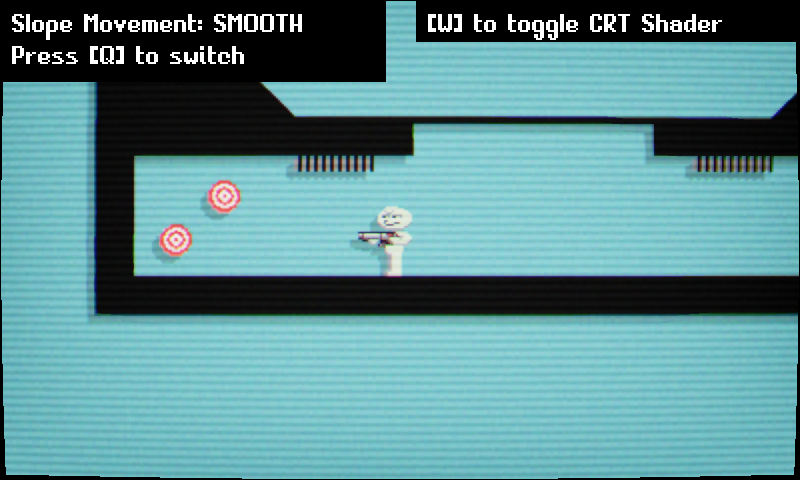 Slope Movement: SMOOTH
Press [Q] to switch
[W] to toggle CRT Shader